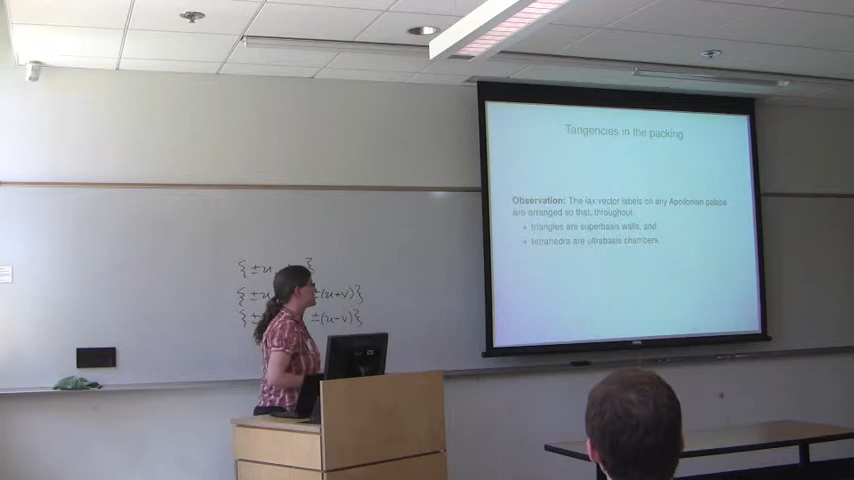 Tangencies in the packing
Observation: The lax vector labels on any Apollonian palace
are arranged so that, throughout,
• triangles are superbasis walls, and
• tetrahedra are ultrabasis chambers.
{±u }
{±u ±(u+v)}
{± ±(u-v)}